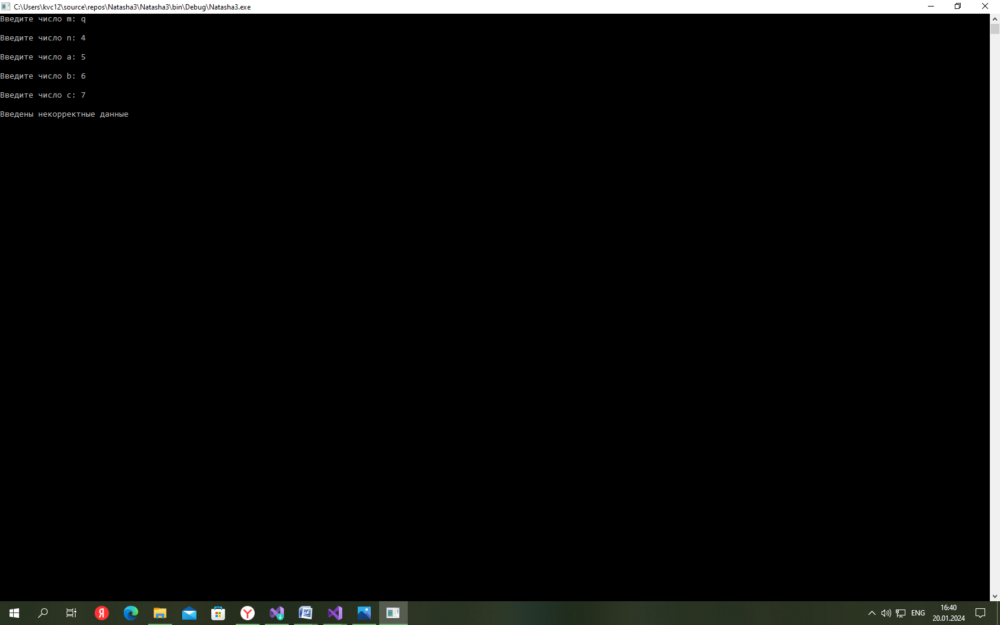 C:\Users\kvc12\source\repos\Natasha3\Natasha3\bin\Debug\Natasha3.exe
Введите число m: q
Введите число n: 4
Введите число a: 5
Введите число b: 6
Введите число c: 7
Введены некорректные данные
ENG
16:40
20.01.2024